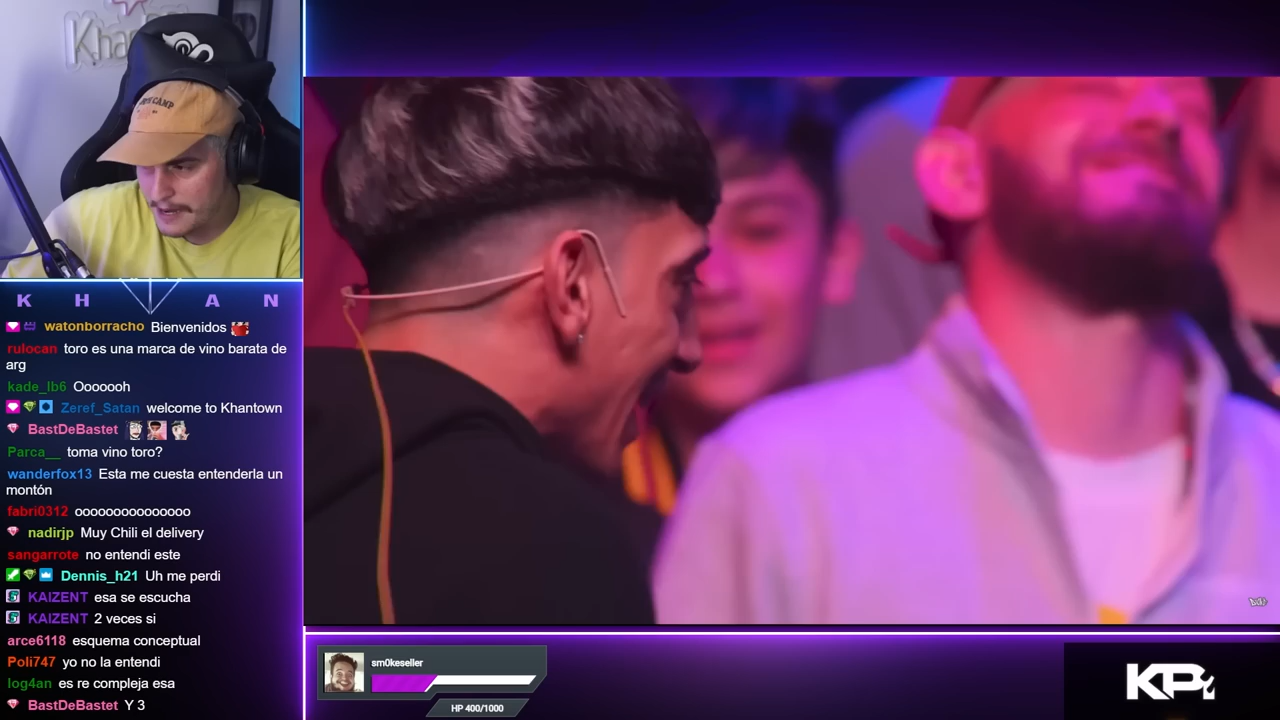 K H A N
watonborracho Bienvenidos
rulocan toro es una marca de vino barata de
arg
kade_lb6 Ooooooh
Zeref_Satan welcome to Khantown
BastDeBastet
Parca__ toma vino toro?
wanderfox13 Esta me cuesta entenderla un
montón
fabri0312 ooooooooooooooo
nadirjp Muy Chili el delivery
sangarrote no entendi este
Dennis_h21 Uh me perdi
KAIZENT esa se escucha
KAIZENT 2 veces si
arce6118 esquema conceptual
Poli747 yo no la entendi
log4an es re compleja esa
BastDeBastet Y 3
sm0keseller
HP 400/1000